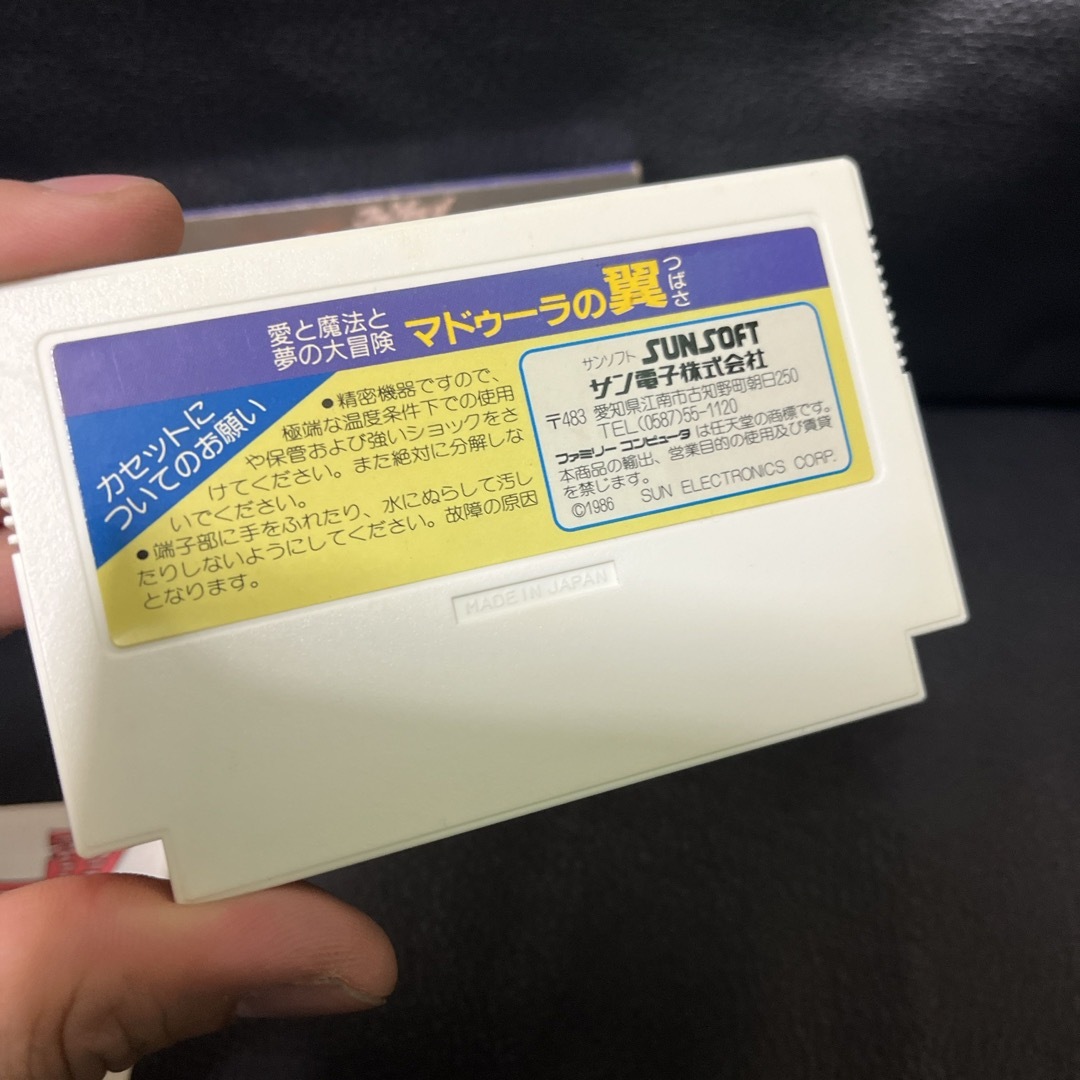 愛と魔法と
夢の大冒険
マドゥーラの翼
つばさ
カセットに
ついてのお願い
●精密機器ですので、
極端な温度条件下での使用
や保管および強いショックをさ
けてください。また絶対に分解しな
いでください。
●端子部に手をふれたり、水にぬらして汚し
たりしないようにしてください。故障の原因
となります。
サンソフト SUNSOFT
サン電子株式会社
〒483 愛知県江南市古知野町朝日250
TEL(0587)55-1120
ファミリーコンピュータは任天堂の商標です。
本商品の輸出、営業目的の使用及び賃貸
を禁じます。
©1986 SUN ELECTRONICS CORP.
MADE IN JAPAN